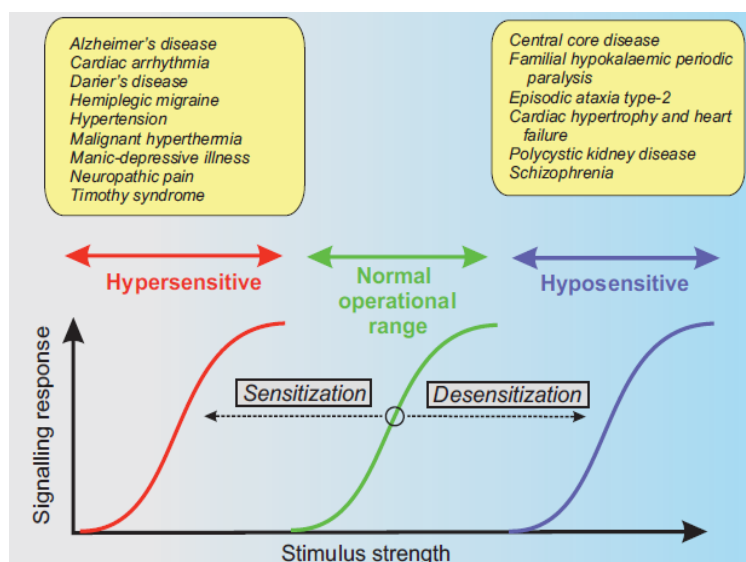 Alzheimer's disease
Cardiac arrhythmia
Darier's disease
Hemiplegic migraine
Hypertension
Malignant hyperthermia
Manic-depressive illness
Neuropathic pain
Timothy syndrome
Central core disease
Familial hypokalaemic periodic
paralysis
Episodic ataxia type-2
Cardiac hypertrophy and heart
failure
Polycystic kidney disease
Schizophrenia
Hypersensitive
Normal
operational
range
Hyposensitive
Sensitization
Desensitization
Signalling response
Stimulus strength